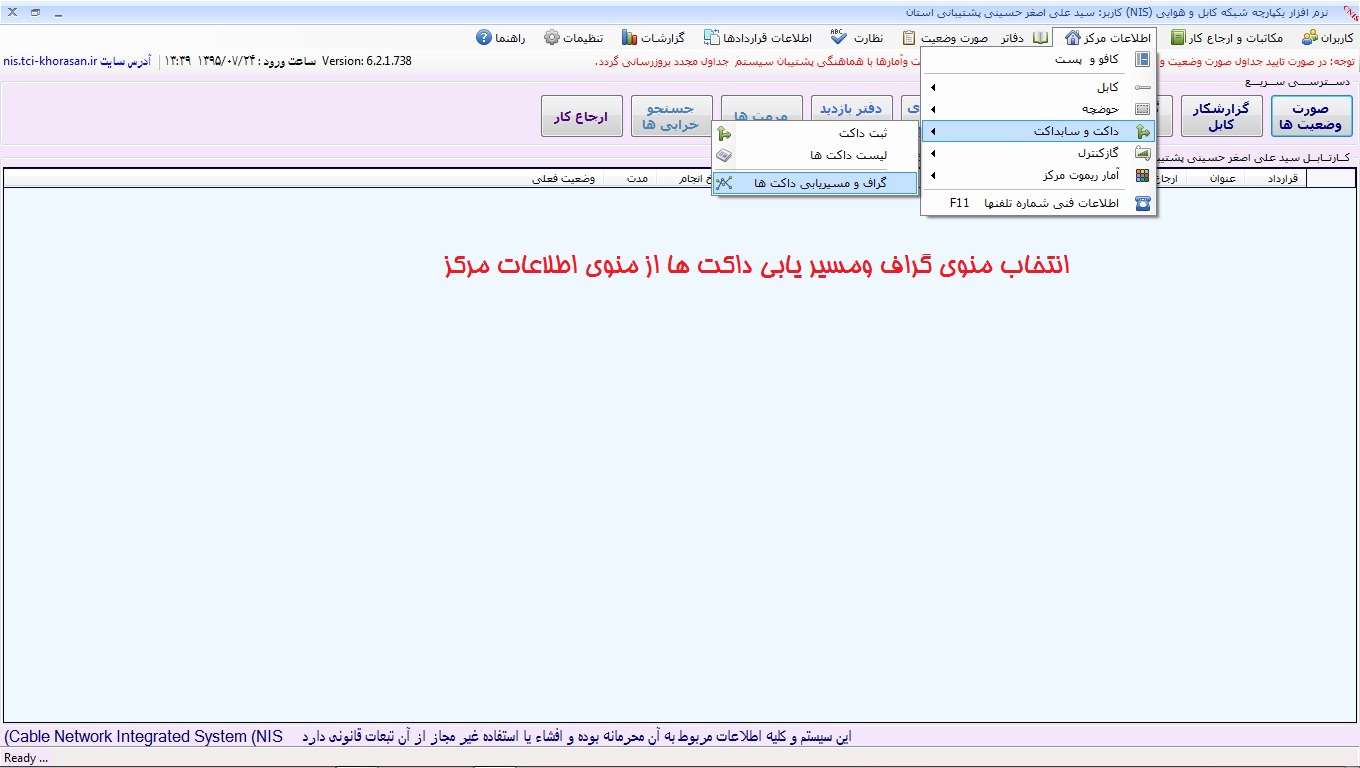 نرم افزار یکپارچه شبکه کابل و هوایی (NIS) کاربر: سید علی اصغر حسینی پشتیبانی استان
کاربران مکاتبات و ارجاع کار اطلاعات مرکز دفاتر صورت وضعیت نظارت اطلاعات قراردادها گزارشات تنظیمات راهنما
توجه: در صورت تایید جداول صورت وضعیت و
ت وآمارها با هماهنگی پشتیبان سیستم جداول مجدد بروزرسانی گردد.
Version: 6.2.1.738 ساعت ورود : ۱۳۹۵/۰۷/۲۴ ۱۳:۳۹ آدرس سایت nis.tci-khorasan.ir
دسترسی سریع
صورت وضعیت ها
گزارشکار کابل
دفتر بازدید
مرمت ها
جستجو خرابی ها
ارجاع کار
کافو و پست
کابل
حوضچه
داکت و سابداکت
گازکنترل
آمار ریموت مرکز
اطلاعات فنی شماره تلفنها F11
ثبت داکت
لیست داکت ها
گراف و مسیریابی داکت ها
کارتابل سید علی اصغر حسینی پشتیب
قرارداد عنوان ارجاع خ انجام مدت وضعیت فعلی
انتخاب منوی گراف ومسیر یابی داکت ها از منوی اطلاعات مرکز
این سیستم و کلیه اطلاعات مربوط به آن محرمانه بوده و افشاء یا استفاده غیر مجاز از آن تبعات قانونی دارد (Cable Network Integrated System (NIS
Ready ...